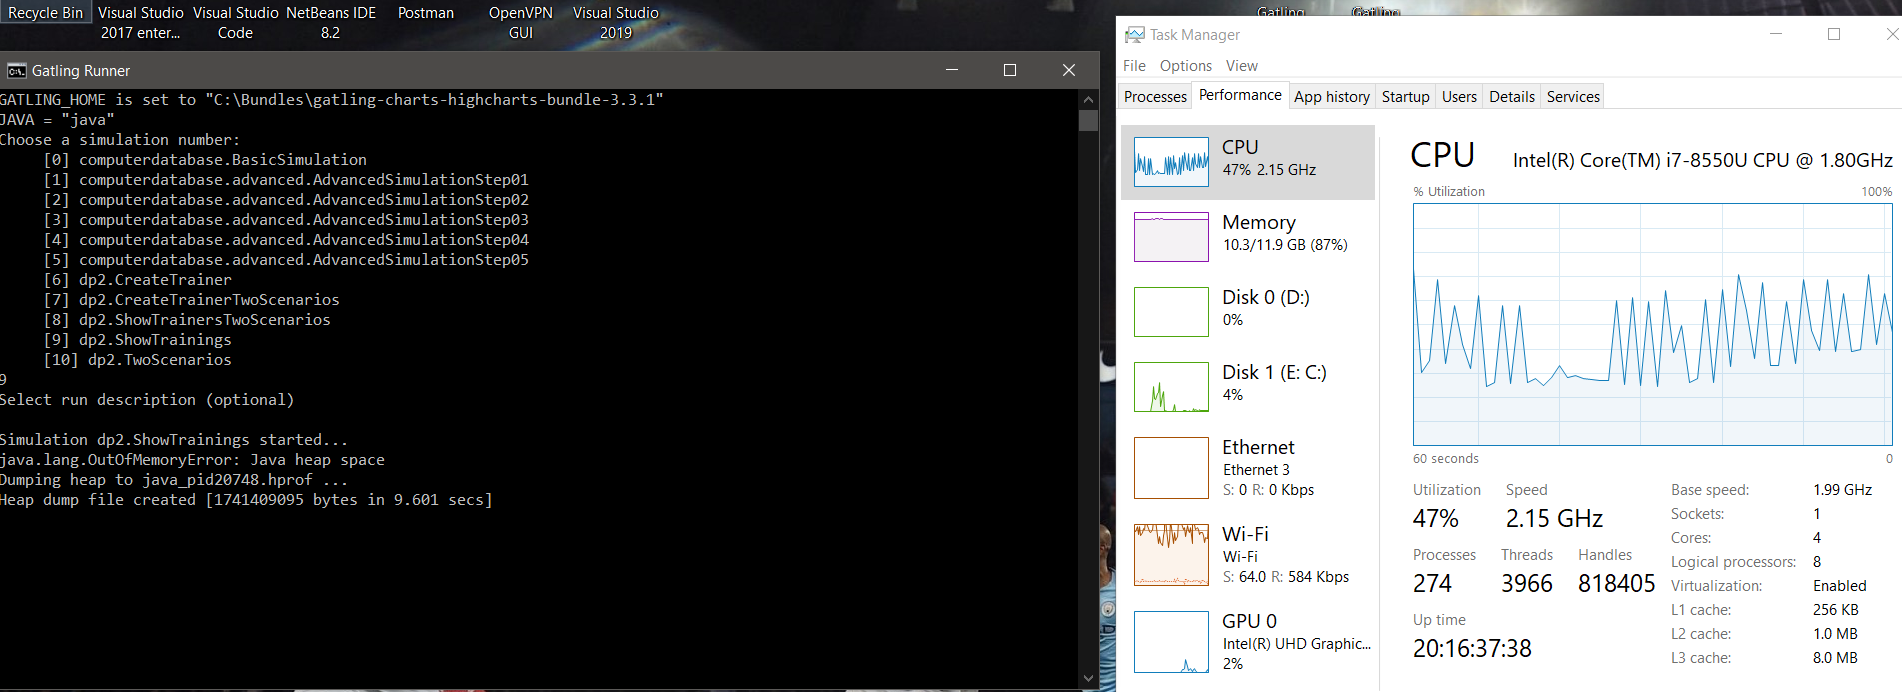 Recycle Bin
Visual Studio 2017 enter...
Visual Studio Code
NetBeans IDE 8.2
Postman
OpenVPN GUI
Visual Studio 2019
Gatling
Gatling
Gatling Runner
GATLING_HOME is set to "C:\Bundles\gatling-charts-highcharts-bundle-3.3.1"
JAVA = "java"
Choose a simulation number:
[0] computerdatabase.BasicSimulation
[1] computerdatabase.advanced.AdvancedSimulationStep01
[2] computerdatabase.advanced.AdvancedSimulationStep02
[3] computerdatabase.advanced.AdvancedSimulationStep03
[4] computerdatabase.advanced.AdvancedSimulationStep04
[5] computerdatabase.advanced.AdvancedSimulationStep05
[6] dp2.CreateTrainer
[7] dp2.CreateTrainerTwoScenarios
[8] dp2.ShowTrainersTwoScenarios
[9] dp2.ShowTrainings
[10] dp2.TwoScenarios
9
Select run description (optional)
Simulation dp2.ShowTrainings started...
java.lang.OutOfMemoryError: Java heap space
Dumping heap to java_pid20748.hprof ...
Heap dump file created [1741409095 bytes in 9.601 secs]
Task Manager
File Options View
Processes Performance App history Startup Users Details Services
CPU
47% 2.15 GHz
Memory
10.3/11.9 GB (87%)
Disk 0 (D:)
0%
Disk 1 (E: C:)
4%
Ethernet
Ethernet 3
S: 0 R: 0 Kbps
Wi-Fi
Wi-Fi
S: 64.0 R: 584 Kbps
GPU 0
Intel(R) UHD Graphic...
2%
CPU Intel(R) Core(TM) i7-8550U CPU @ 1.80GHz
% Utilization 100%
60 seconds 0
Utilization Speed
47% 2.15 GHz
Processes Threads Handles
274 3966 818405
Up time
20:16:37:38
Base speed: 1.99 GHz
Sockets: 1
Cores: 4
Logical processors: 8
Virtualization: Enabled
L1 cache: 256 KB
L2 cache: 1.0 MB
L3 cache: 8.0 MB